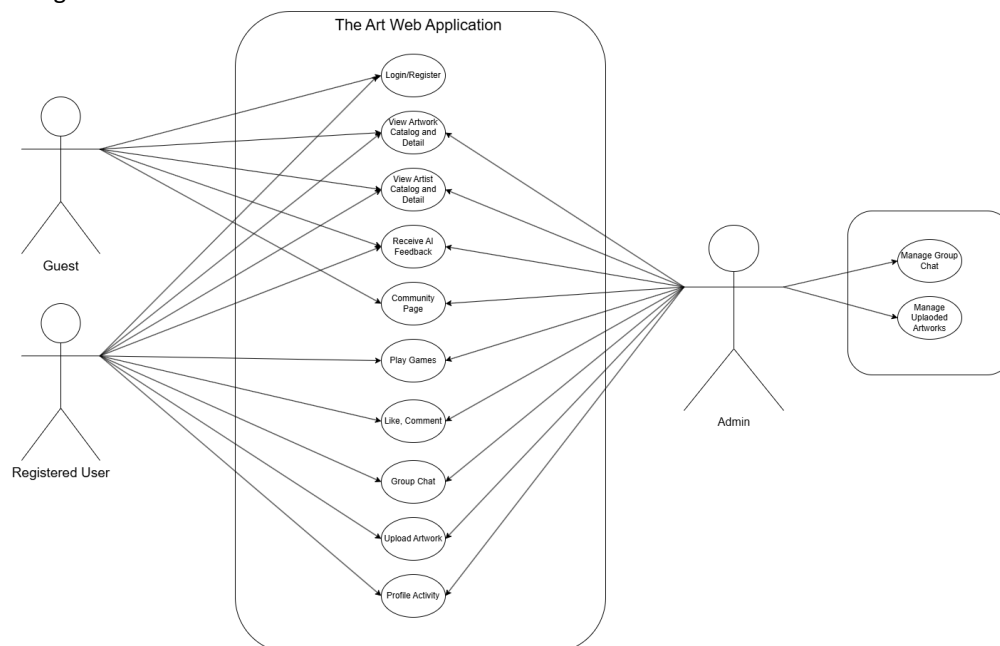 The Art Web Application
Login/Register
View Artwork
Catalog and
Detail
View Artist
Catalog and
Detail
Receive AI
Feedback
Community
Page
Play Games
Like, Comment
Group Chat
Upload Artwork
Profile Activity
Guest
Registered User
Admin
Manage Group
Chat
Manage
Uplaoded
Artworks